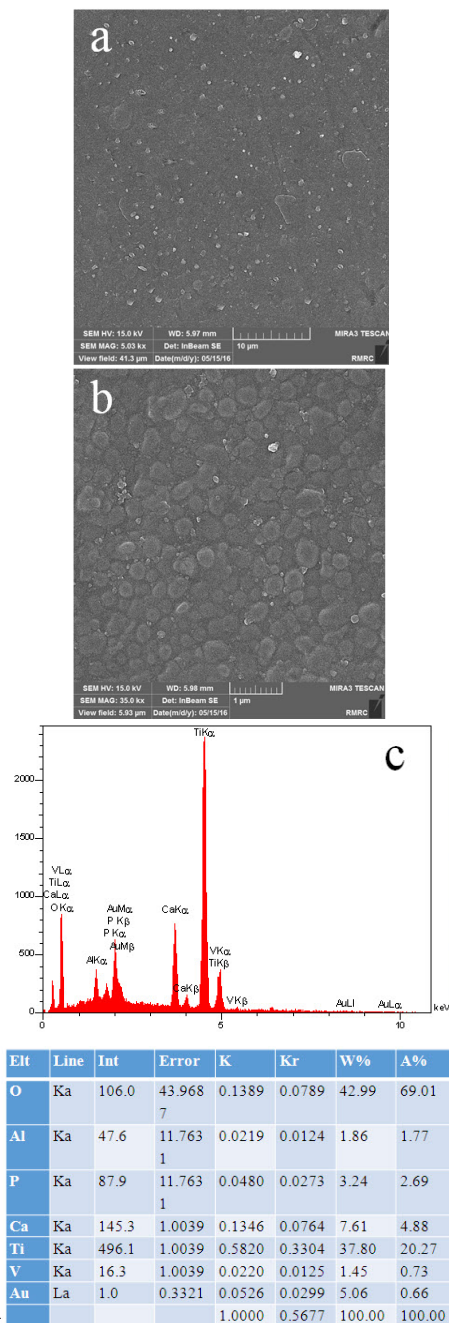 a
SEM HV: 15.0 kV WD: 5.97 mm MIRA3 TESCAN
SEM MAG: 5.03 kx Det: InBeam SE 10 µm
View field: 41.3 µm Date(m/d/y): 05/15/16 RMRC
b
SEM HV: 15.0 kV WD: 5.98 mm MIRA3 TESCAN
SEM MAG: 35.0 kx Det: InBeam SE 1 µm
View field: 5.93 µm Date(m/d/y): 05/15/16 RMRC
c
TiKα
2000
1500
1000
500
0
VLα
TiLα
CaLα
OKα
AlKα
AuMα
P Kβ
P Kα
AuMβ
CaKα
CaKβ
VKα
TiKβ
VKβ
AuLl
AuLα
0 5 10 keV
Elt Line Int Error K Kr W% A%
O Ka 106.0 43.968 0.1389 0.0789 42.99 69.01
7
Al Ka 47.6 11.763 0.0219 0.0124 1.86 1.77
1
P Ka 87.9 11.763 0.0480 0.0273 3.24 2.69
1
Ca Ka 145.3 1.0039 0.1346 0.0764 7.61 4.88
Ti Ka 496.1 1.0039 0.5820 0.3304 37.80 20.27
V Ka 16.3 1.0039 0.0220 0.0125 1.45 0.73
Au La 1.0 0.3321 0.0526 0.0299 5.06 0.66
1.0000 0.5677 100.00 100.00